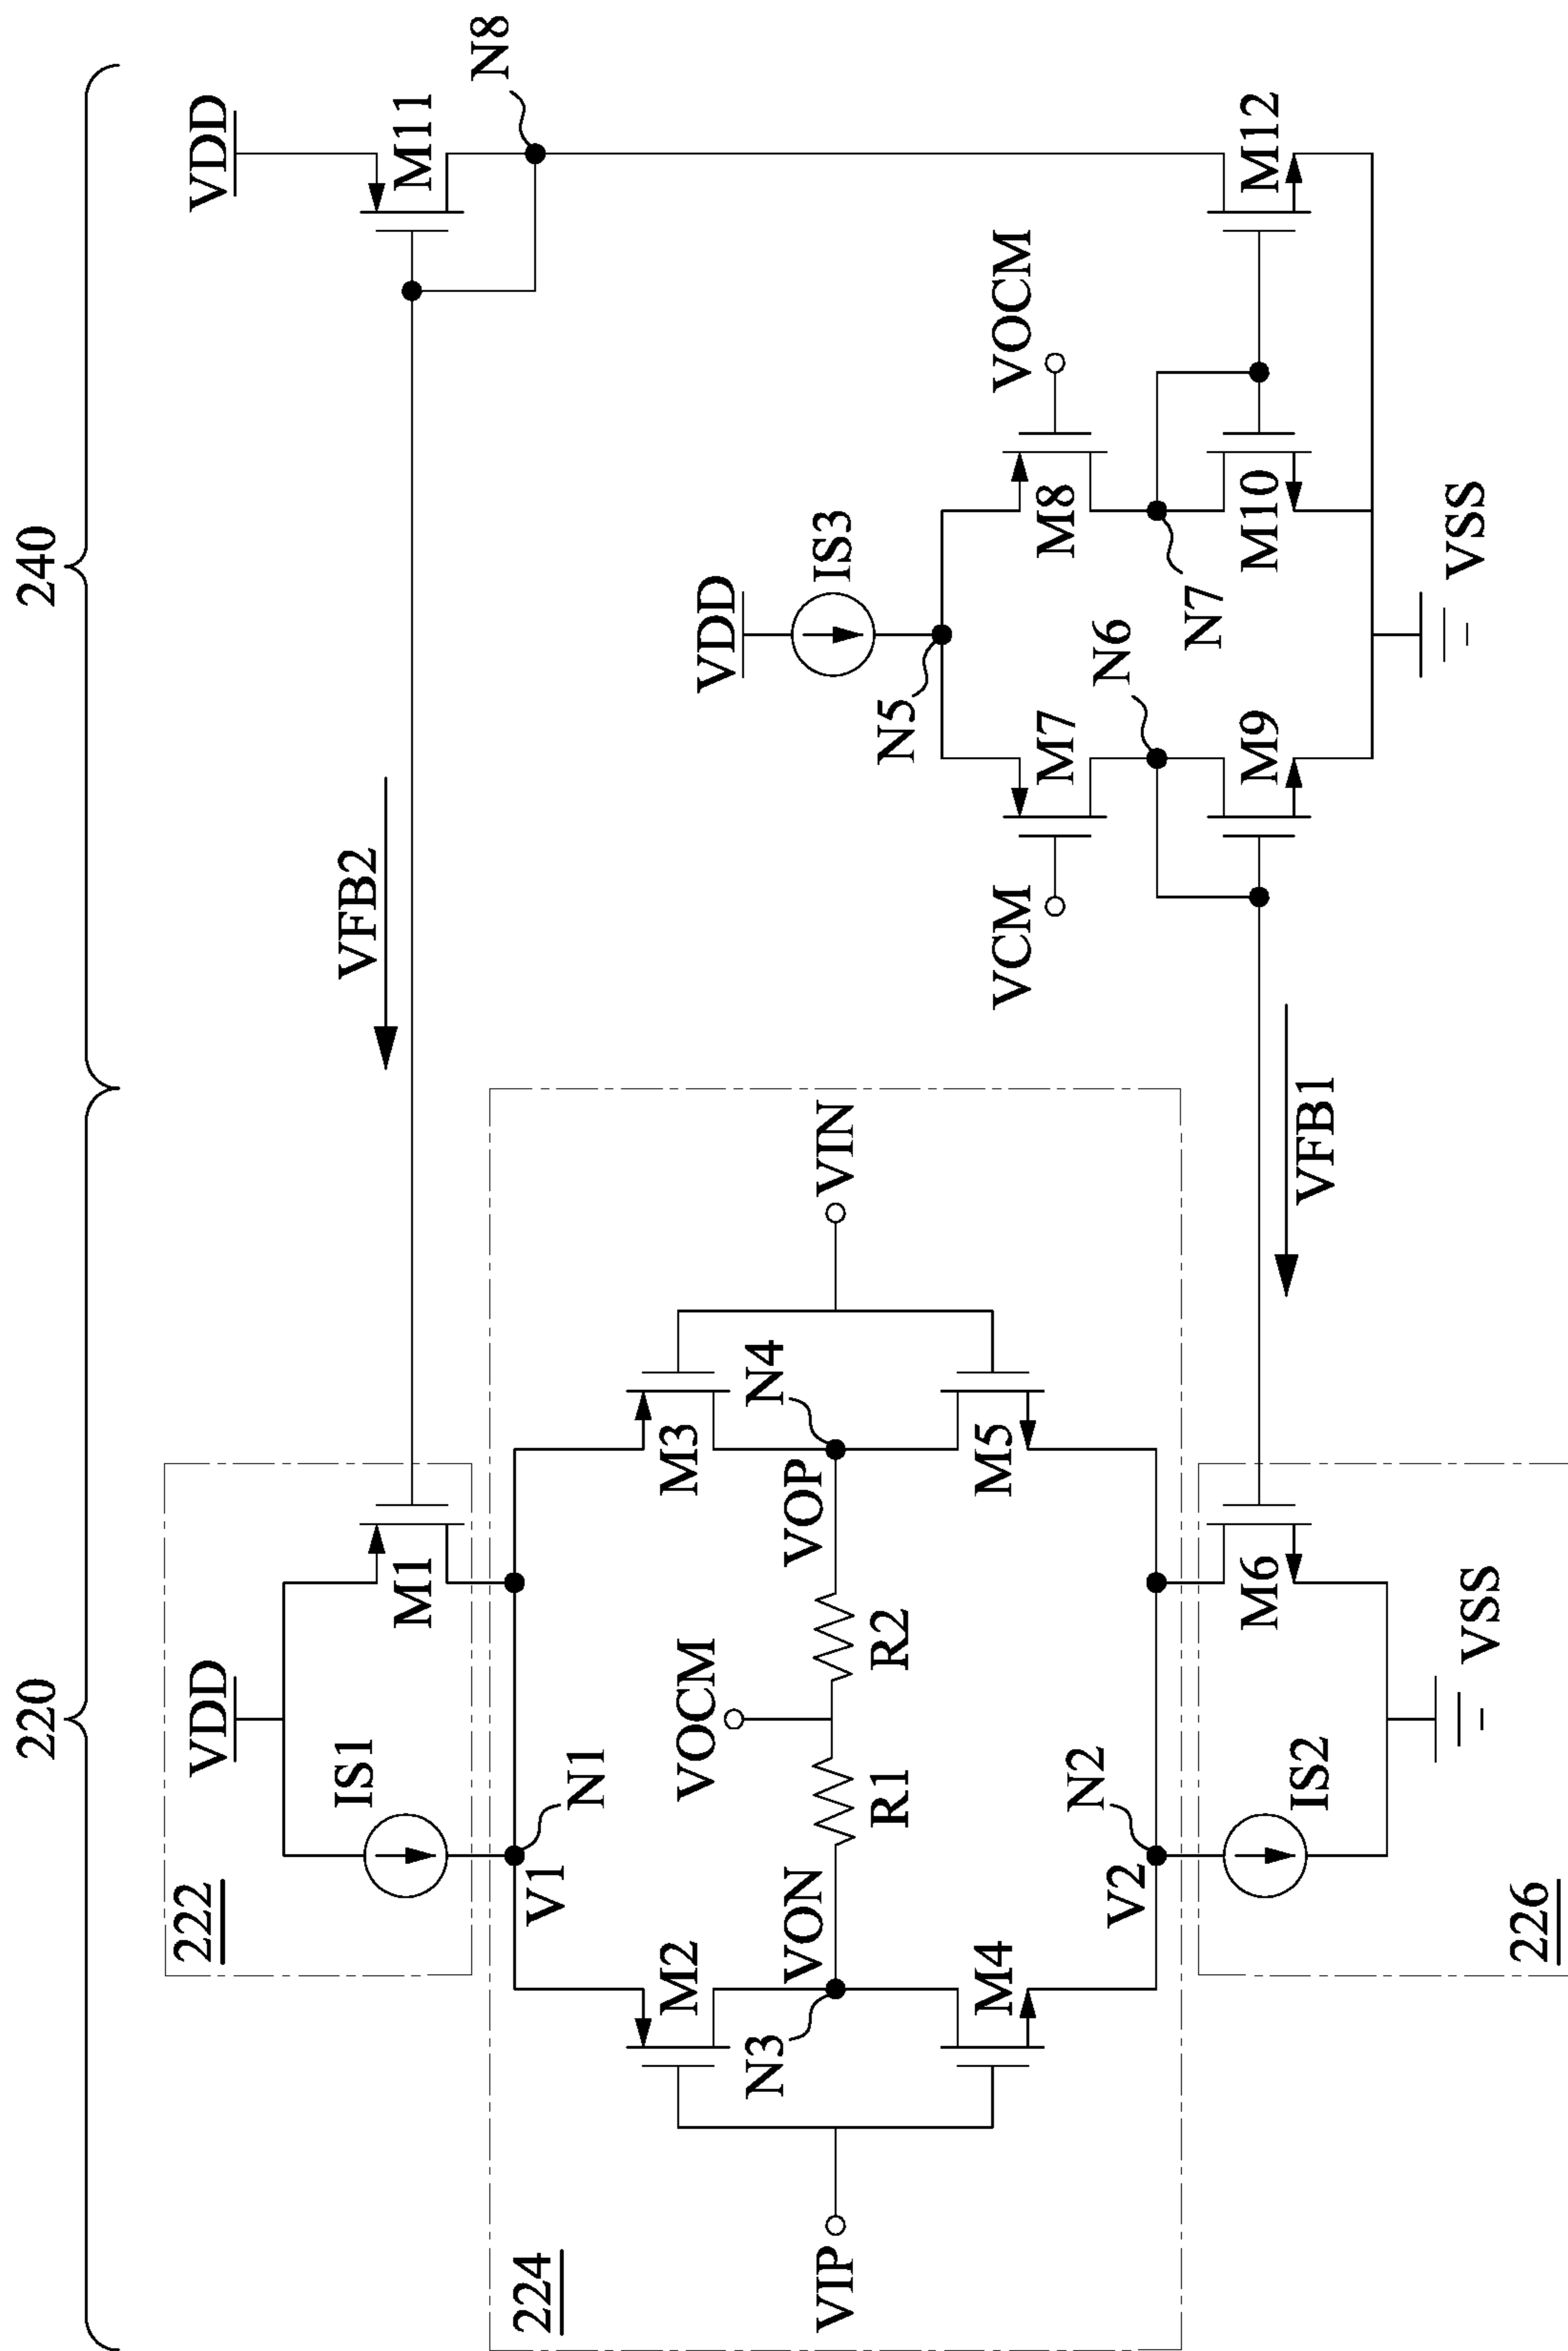 220
240
222
VDD
IS1
M1
VFB2
VDD
M11
N8
224
V1
N1
M2
M3
VIP
N3
VON
R1
VOCM
R2
VOP
N4
VIN
M4
M5
V2
N2
226
IS2
M6
VSS
VFB1
VDD
IS3
N5
VCM
M7
M8
VOCM
N6
N7
M9
M10
M12
VSS